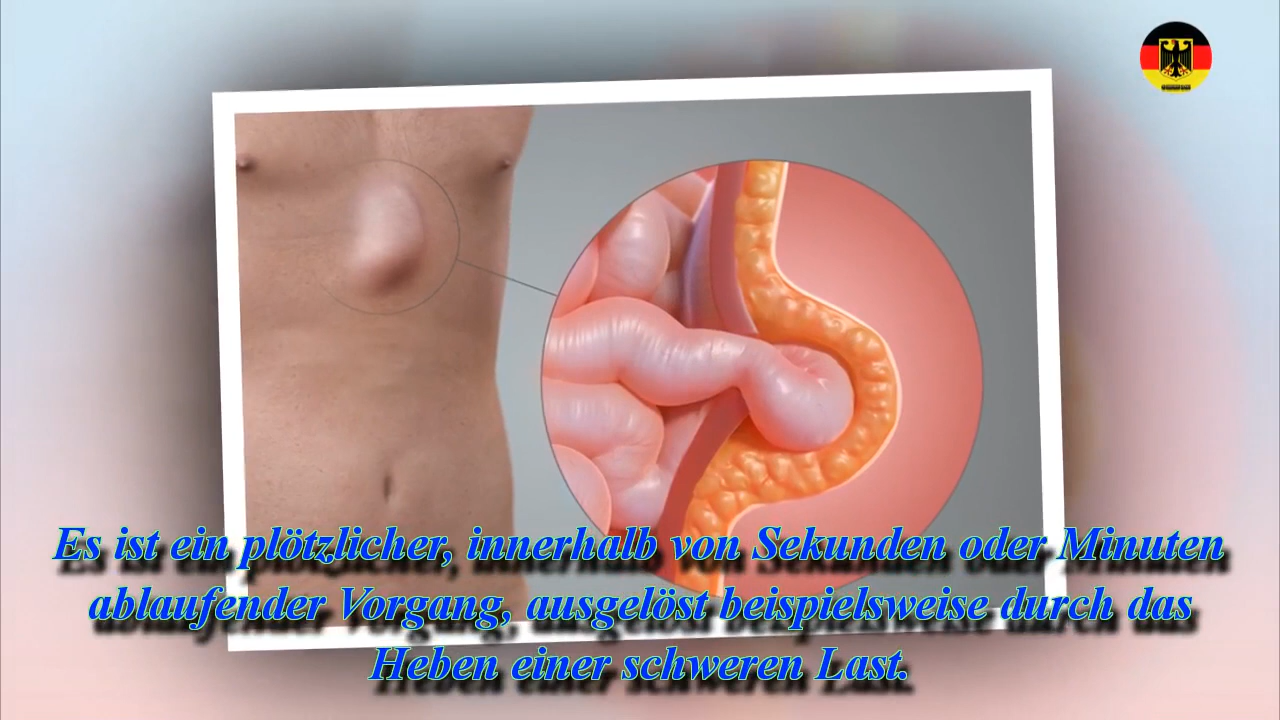 Es ist ein plötzlicher, innerhalb von Sekunden oder Minuten
ablaufender Vorgang, ausgelöst beispielsweise durch das
Heben einer schweren Last.